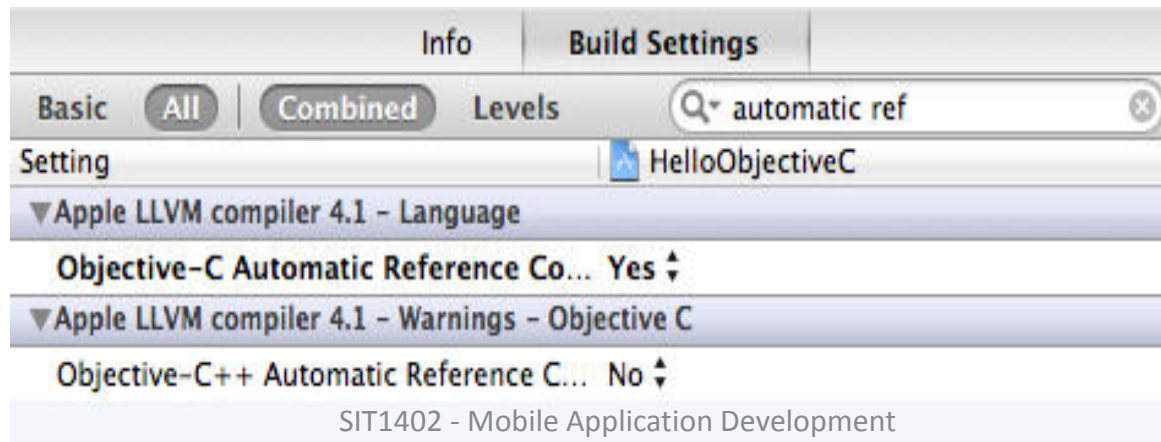 Info Build Settings
Basic All Combined Levels automatic ref
Setting HelloObjectiveC
Apple LLVM compiler 4.1 – Language
Objective-C Automatic Reference Co... Yes
Apple LLVM compiler 4.1 – Warnings – Objective C
Objective-C++ Automatic Reference C... No
SIT1402 - Mobile Application Development